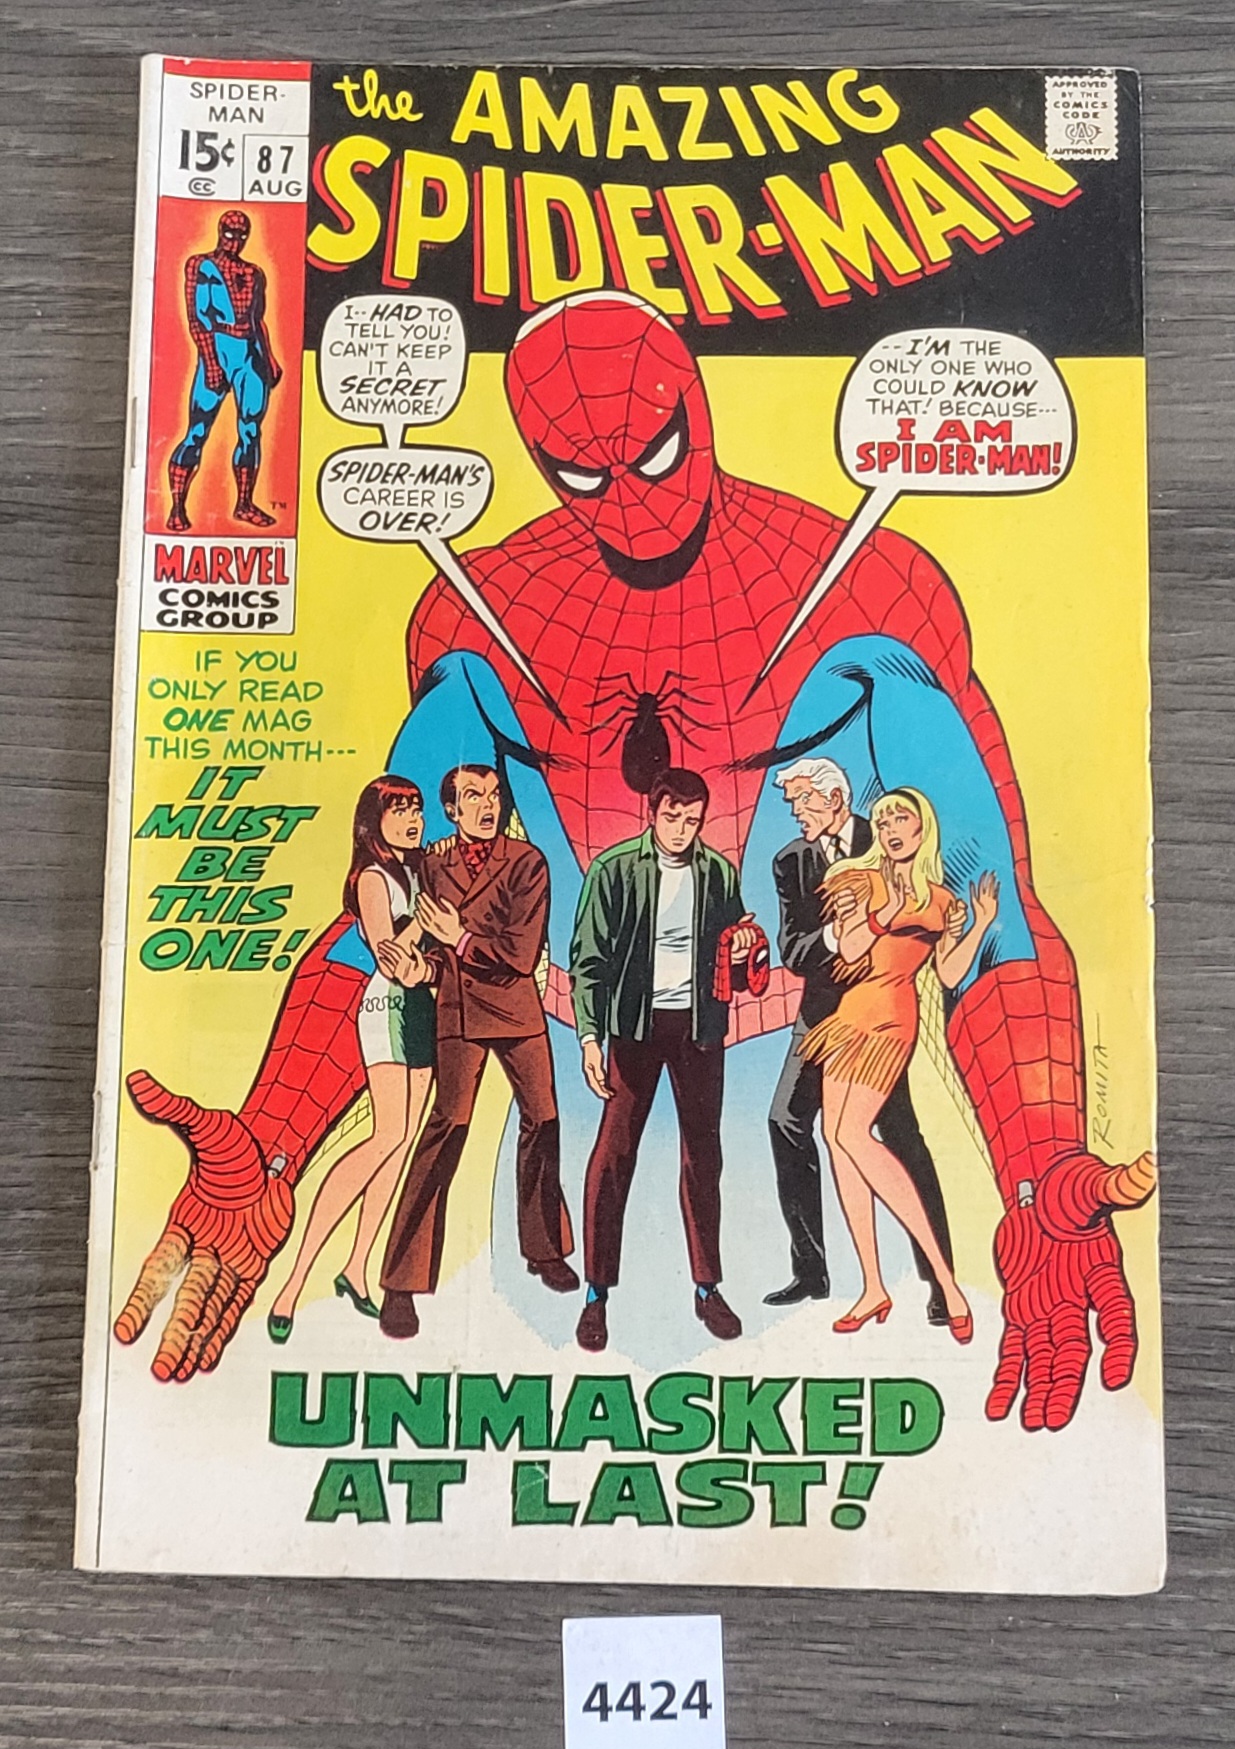 SPIDER-
MAN
15¢
CC
87
AUG
the AMAZING
SPIDER-MAN
APPROVED
BY THE
COMICS
CODE
CA
AUTHORITY
TM
MARVEL
COMICS
GROUP
I-- HAD TO
TELL YOU!
CAN'T KEEP
IT A
SECRET
ANYMORE!
SPIDER-MAN'S
CAREER IS
OVER!
-- I'M THE
ONLY ONE WHO
COULD KNOW
THAT! BECAUSE---
I AM
SPIDER-MAN!
IF YOU
ONLY READ
ONE MAG
THIS MONTH---
IT
MUST
BE
THIS
ONE!
ROMITA
UNMASKED
AT LAST!
4424